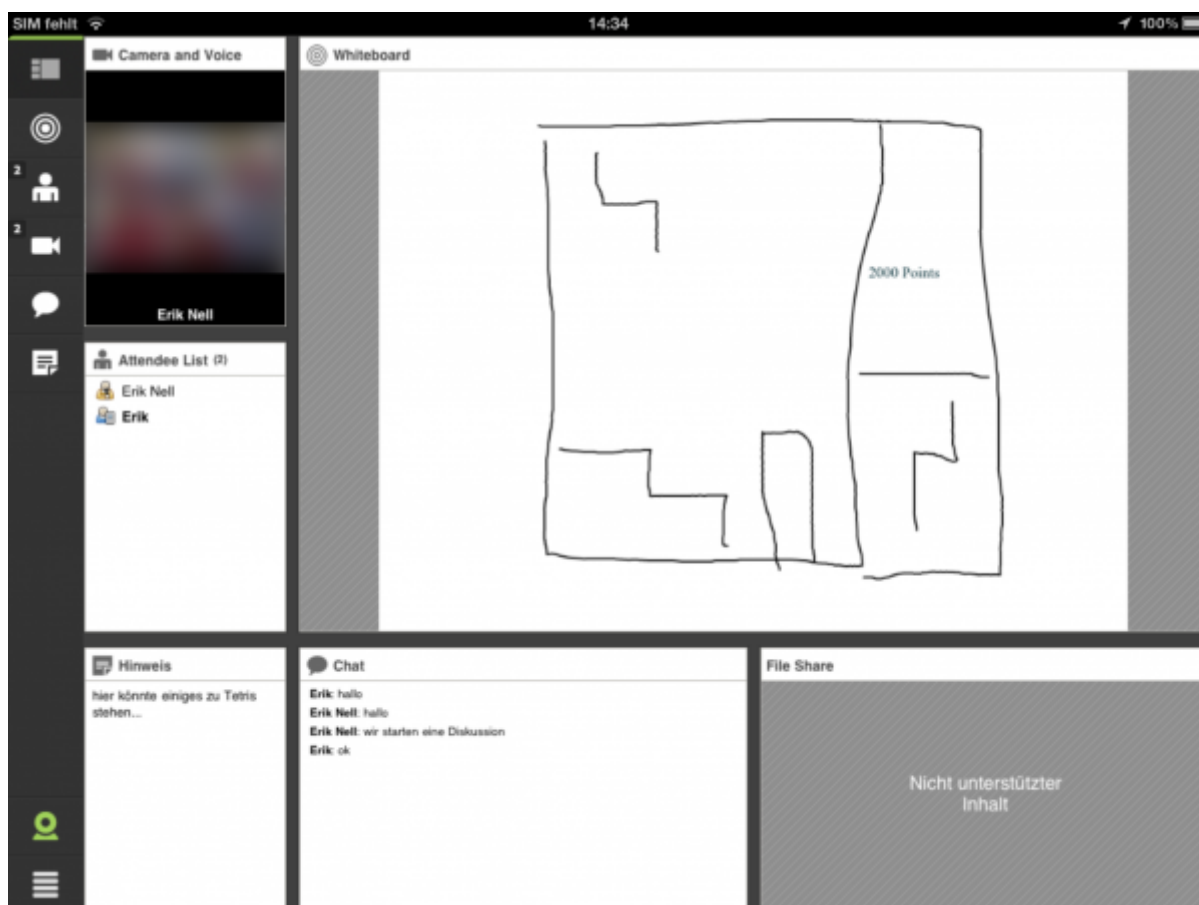 SIM fehlt
14:34
100%
Camera and Voice
Erik Nell
2
2
Attendee List (2)
Erik Nell
Erik
Whiteboard
2000 Points
Hinweis
hier könnte einiges zu Tetris
stehen...
Chat
Erik: hallo
Erik Nell: hallo
Erik Nell: wir starten eine Diskussion
Erik: ok
File Share
Nicht unterstützter
Inhalt